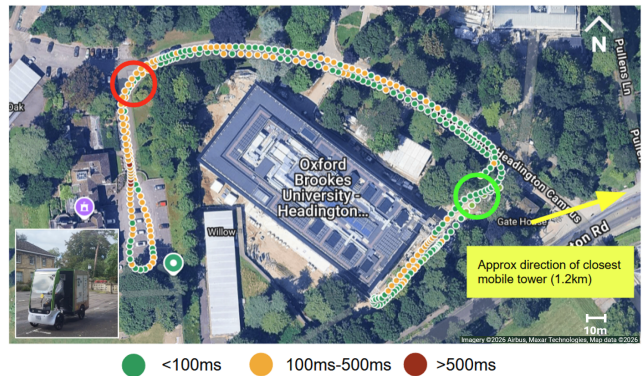 N
Pullens Ln
Oak
Oxford
Brookes
University -
Headington...
Headington Campus
Gate House
Willow
Approx direction of closest
mobile tower (1.2km)
10m
Imagery ©2026 Airbus, Maxar Technologies, Map data ©2026
<100ms
100ms-500ms
>500ms